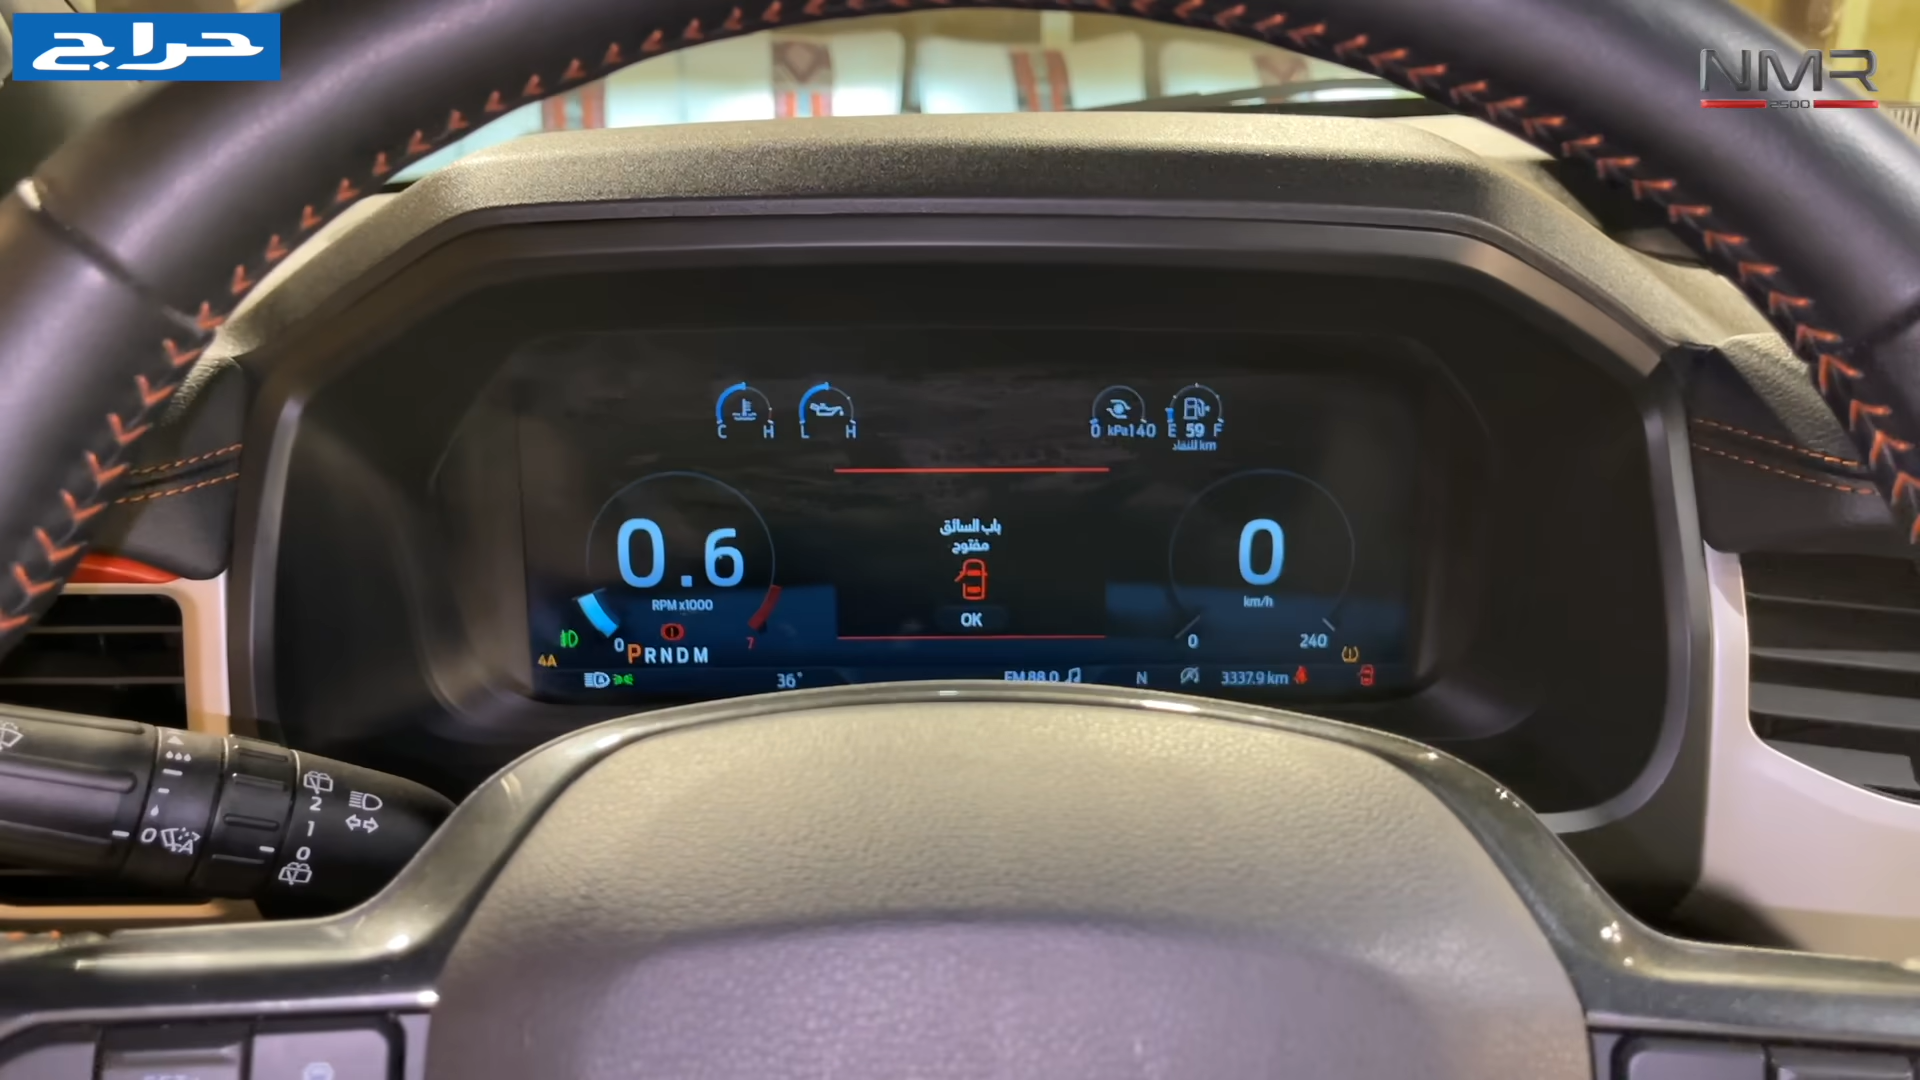 حراج
NMR
2500
C H
L H
0 kPa 140
E 59 F
km للنفاد
باب السائق
مفتوح
OK
0.6
RPM x1000
0
7
PRNDM
4A
0
km/h
0
240
36°
FM 88.0
N
3337.9 km
0
2
1
0